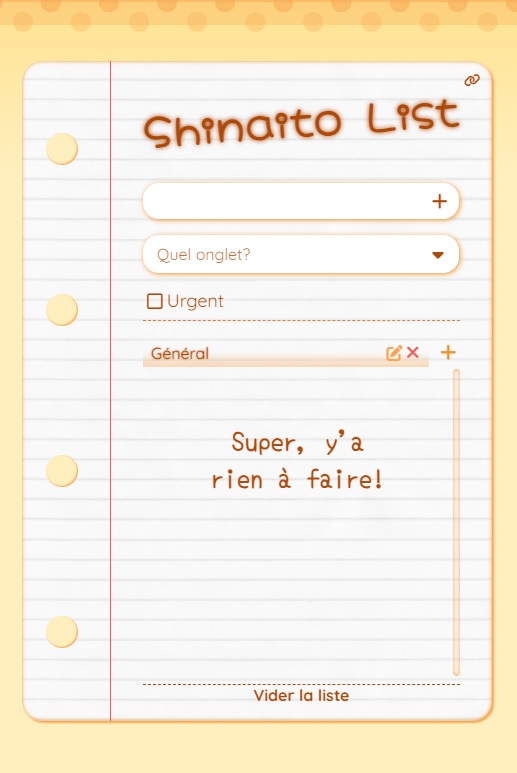 Shinaito List
Quel onglet?
Urgent
Général
Super, y'a
rien à faire!
Vider la liste